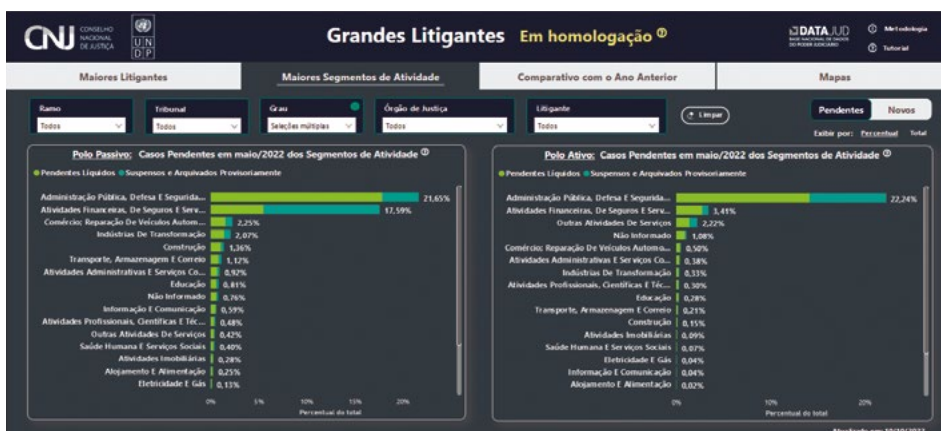 CNJ CONSELHO NACIONAL DE JUSTIÇA
UN
DP
Grandes Litigantes Em homologação
DATAJUD
BASE NACIONAL DE DADOS DO PODER JUDICIÁRIO
Metodologia
Tutorial
Maiores Litigantes
Maiores Segmentos de Atividade
Comparativo com o Ano Anterior
Mapas
Ramo
Todos
Tribunal
Todos
Grau
Seleções múltiplas
Órgão de Justiça
Todos
Litigante
Todos
Limpar
Pendentes
Novos
Exibir por: Percentual Total
Polo Passivo: Casos Pendentes em maio/2022 dos Segmentos de Atividade
Pendentes Líquidos Suspensos e Arquivados Provisoriamente
Administração Pública, Defesa E Segurida... 21,65%
Atividades Financeiras, De Seguros E Serv... 17,59%
Comércio; Reparação De Veículos Autom... 2,25%
Indústrias De Transformação 2,07%
Construção 1,36%
Transporte, Armazenagem E Correio 1,12%
Atividades Administrativas E Serviços Co... 0,92%
Educação 0,81%
Não Informado 0,76%
Informação E Comunicação 0,59%
Atividades Profissionais, Científicas E Téc... 0,48%
Outras Atividades De Serviços 0,42%
Saúde Humana E Serviços Sociais 0,40%
Atividades Imobiliárias 0,28%
Alojamento E Alimentação 0,25%
Eletricidade E Gás 0,13%
0% 5% 10% 15% 20%
Percentual do total
Polo Ativo: Casos Pendentes em maio/2022 dos Segmentos de Atividade
Pendentes Líquidos Suspensos e Arquivados Provisoriamente
Administração Pública, Defesa E Segurida... 22,24%
Atividades Financeiras, De Seguros E Serv... 3,41%
Outras Atividades De Serviços 2,22%
Não Informado 1,08%
Comércio; Reparação De Veículos Automo... 0,50%
Atividades Administrativas E Serviços Co... 0,38%
Indústrias De Transformação 0,33%
Atividades Profissionais, Científicas E Téc... 0,30%
Educação 0,28%
Transporte, Armazenagem E Correio 0,21%
Construção 0,15%
Atividades Imobiliárias 0,09%
Saúde Humana E Serviços Sociais 0,07%
Eletricidade E Gás 0,04%
Informação E Comunicação 0,04%
Alojamento E Alimentação 0,02%
0% 10% 20%
Percentual do total